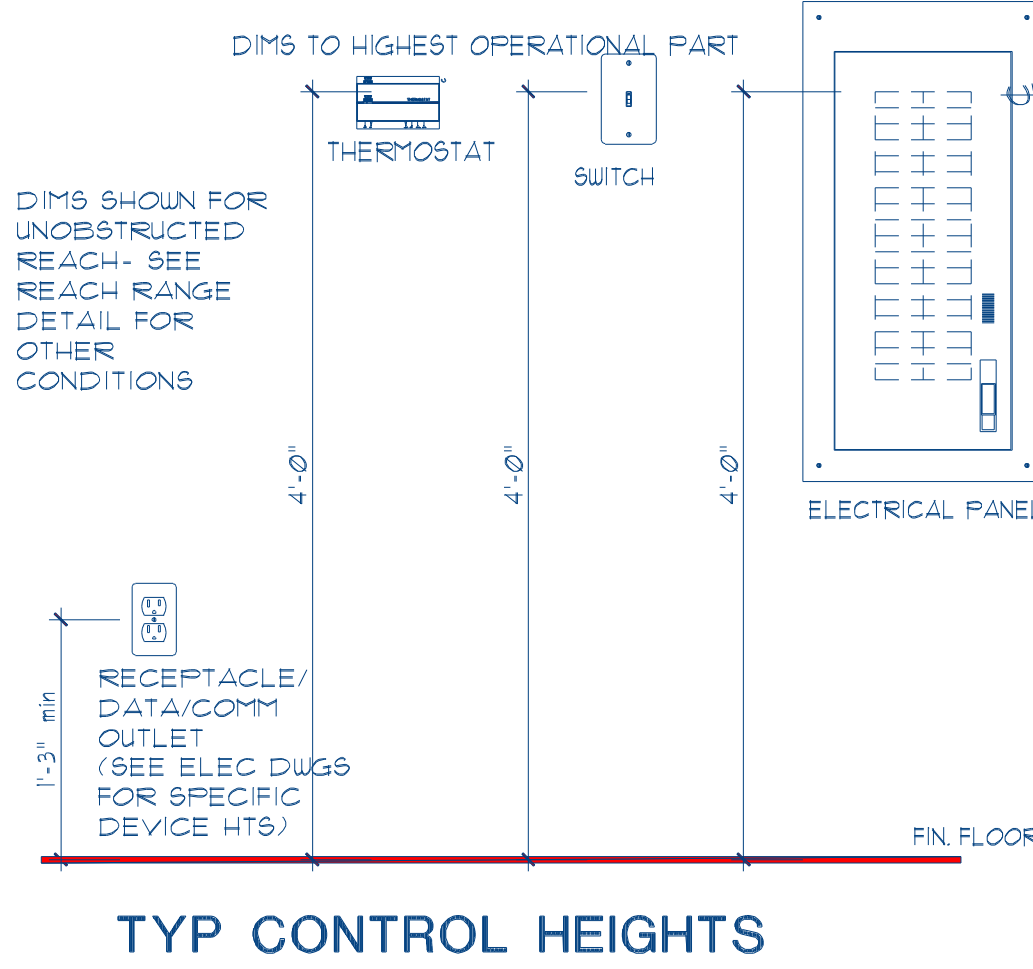 DIMS TO HIGHEST OPERATIONAL PART
THERMOSTAT
THERMOSTAT
SWITCH
DIMS SHOWN FOR
UNOBSTRUCTED
REACH- SEE
REACH RANGE
DETAIL FOR
OTHER
CONDITIONS
4'-0"
4'-0"
4'-0"
ELECTRICAL PANEL
1'-3" min
RECEPTACLE/
DATA/COMM
OUTLET
(SEE ELEC DWGS
FOR SPECIFIC
DEVICE HTS)
FIN. FLOOR
TYP CONTROL HEIGHTS